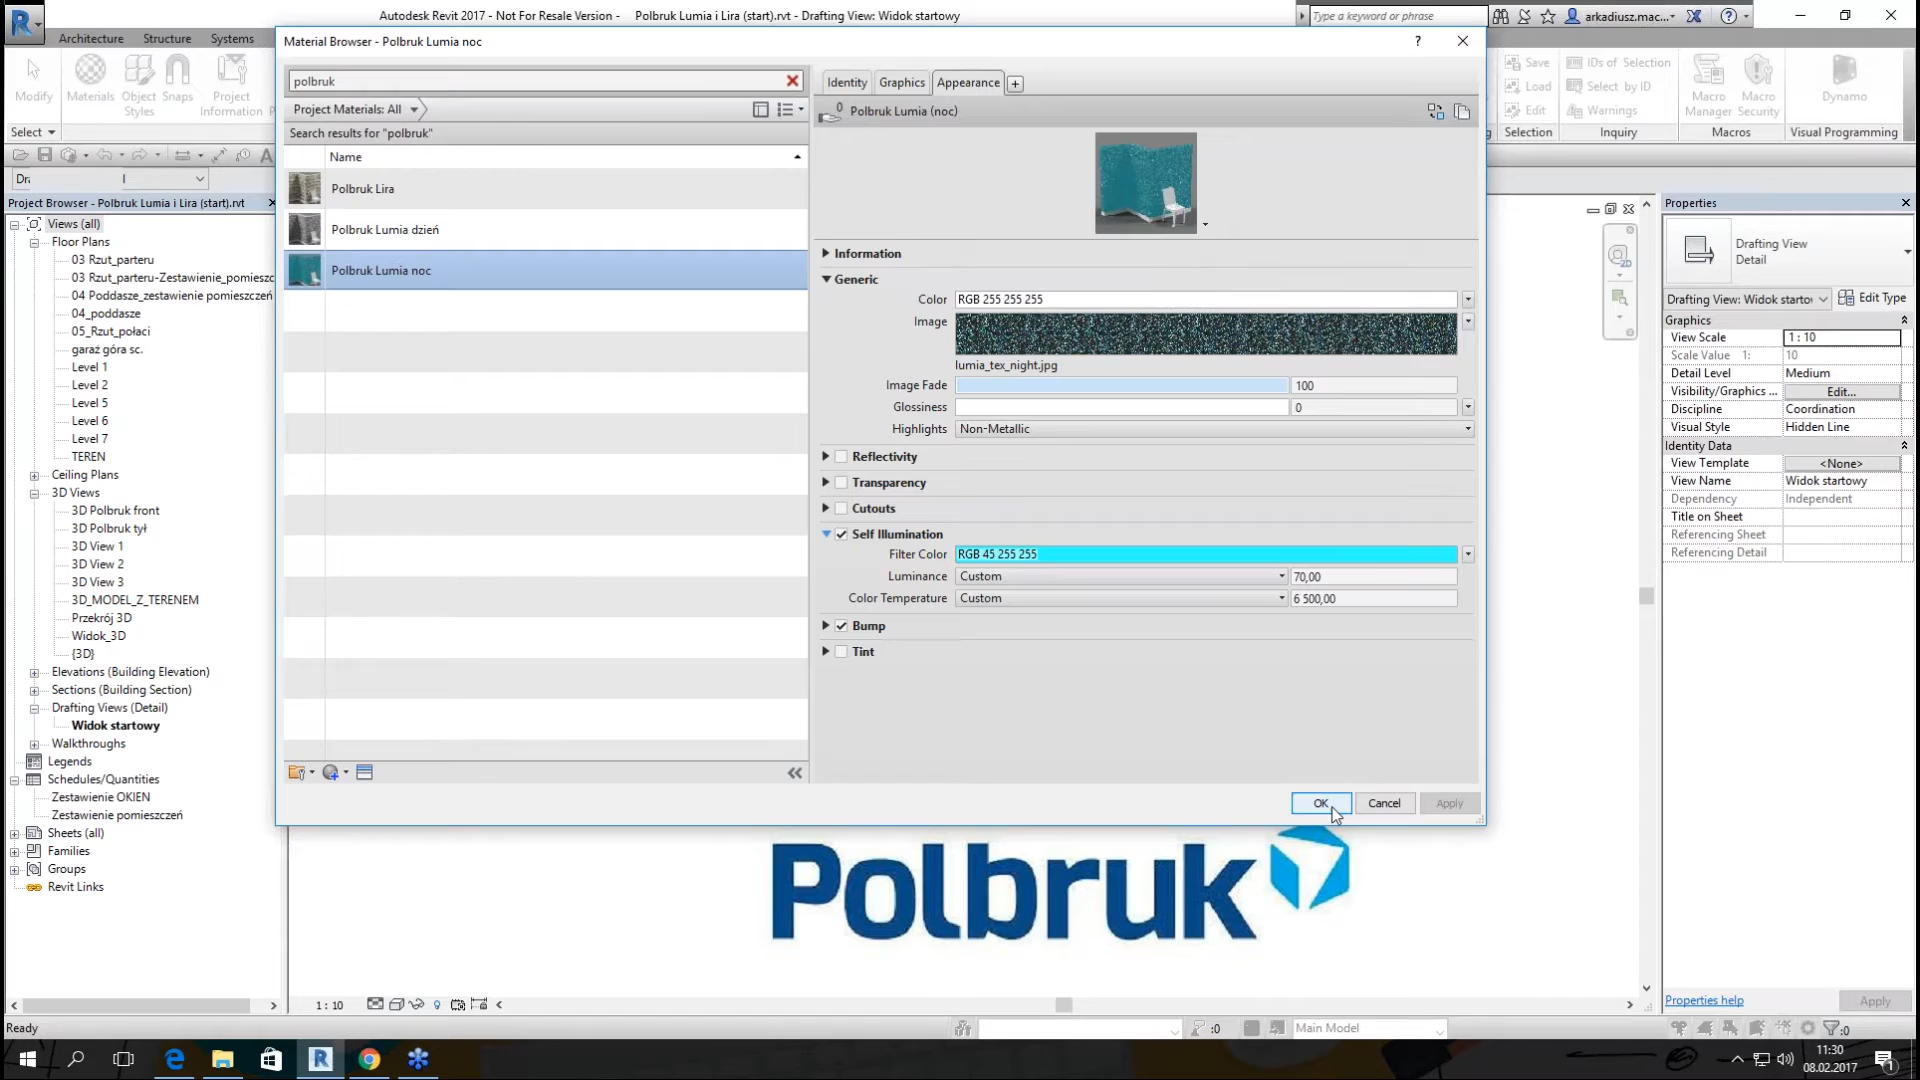 Autodesk Revit 2017 - Not For Resale Version - Polbruk Lumia i Lira (start).rvt - Drafting View: Widok startowy
Type a keyword or phrase
arkadiusz.mac...
Architecture Structure Systems
Material Browser - Polbruk Lumia noc
Modify
Materials
Object Styles
Snaps
Project Information
Select
polbruk
Project Materials: All
Search results for "polbruk"
Name
Polbruk Lira
Polbruk Lumia dzień
Polbruk Lumia noc
Identity Graphics Appearance
0
Polbruk Lumia (noc)
Information
Generic
Color RGB 255 255 255
Image
lumia_tex_night.jpg
Image Fade 100
Glossiness 0
Highlights Non-Metallic
Reflectivity
Transparency
Cutouts
Self Illumination
Filter Color RGB 45 255 255
Luminance Custom 70,00
Color Temperature Custom 6 500,00
Bump
Tint
OK Cancel Apply
Save
Load
Edit
Selection
IDs of Selection
Select by ID
Warnings
Inquiry
Macro Manager
Macro Security
Macros
Dynamo
Visual Programming
Project Browser - Polbruk Lumia i Lira (start).rvt
Views (all)
Floor Plans
03 Rzut_parteru
03 Rzut_parteru-Zestawienie_pomieszc
04 Poddasze_zestawienie pomieszczeń
04_poddasze
05_Rzut_połaci
garaż góra sc.
Level 1
Level 2
Level 5
Level 6
Level 7
TEREN
Ceiling Plans
3D Views
3D Polbruk front
3D Polbruk tył
3D View 1
3D View 2
3D View 3
3D_MODEL_Z_TERENEM
Przekrój 3D
Widok_3D
{3D}
Elevations (Building Elevation)
Sections (Building Section)
Drafting Views (Detail)
Widok startowy
Walkthroughs
Legends
Schedules/Quantities
Zestawienie OKIEN
Zestawienie pomieszczeń
Sheets (all)
Families
Groups
Revit Links
2D
Properties
Drafting View
Detail
Drafting View: Widok starto
Edit Type
Graphics
View Scale 1 : 10
Scale Value 1: 10
Detail Level Medium
Visibility/Graphics ... Edit...
Discipline Coordination
Visual Style Hidden Line
Identity Data
View Template <None>
View Name Widok startowy
Dependency Independent
Title on Sheet
Referencing Sheet
Referencing Detail
Properties help
Apply
Polbruk
1 : 10
Ready
:0
Main Model
:0
11:30
08.02.2017
1